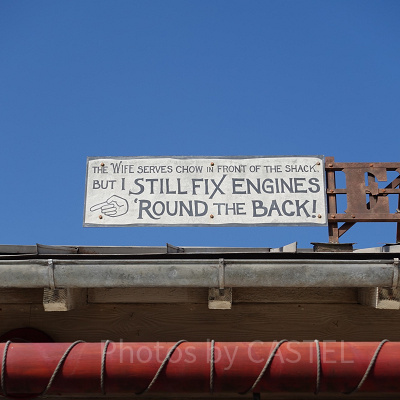 THE WIFE SERVES CHOW IN FRONT OF THE SHACK.
BUT I STILL FIX ENGINES
'ROUND THE BACK!
Photos by CASTEL